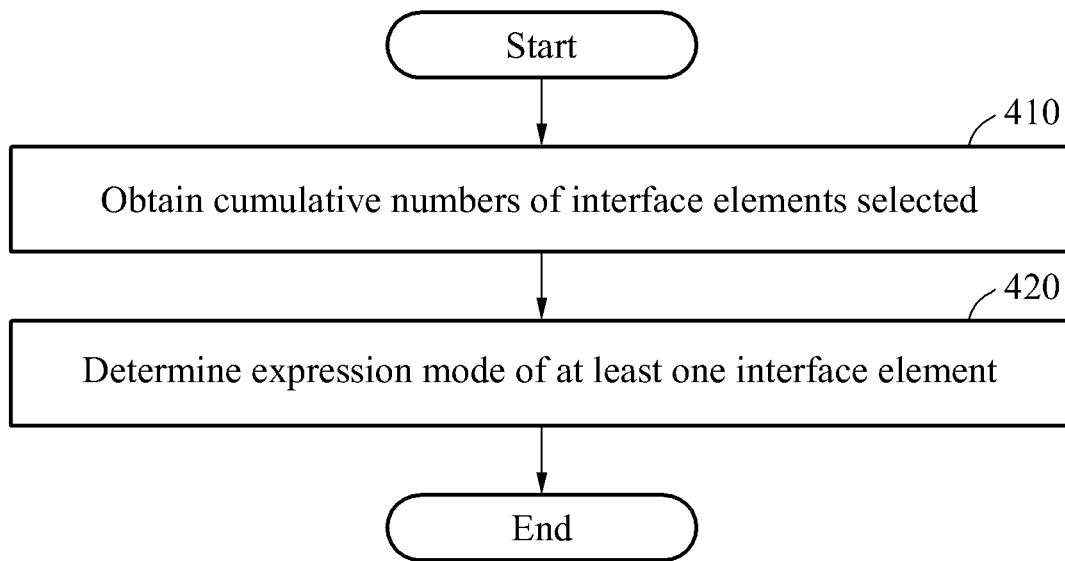 Start
410
Obtain cumulative numbers of interface elements selected
420
Determine expression mode of at least one interface element
End